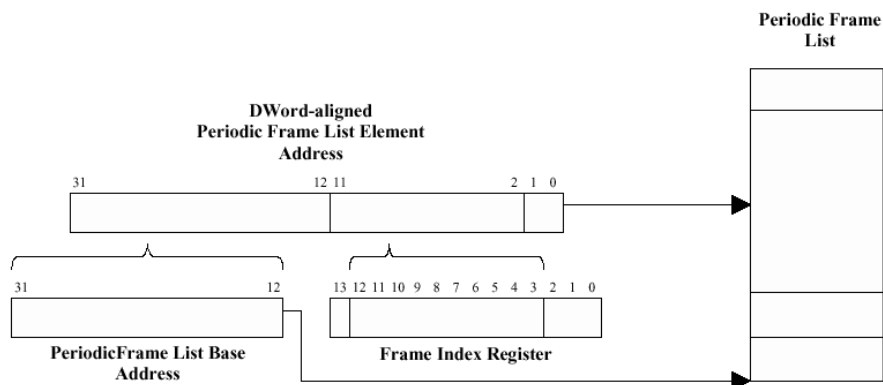 Periodic Frame
List
DWord-aligned
Periodic Frame List Element
Address
31 12 11 2 1 0
31 12
13 12 11 10 9 8 7 6 5 4 3 2 1 0
PeriodicFrame List Base
Address
Frame Index Register